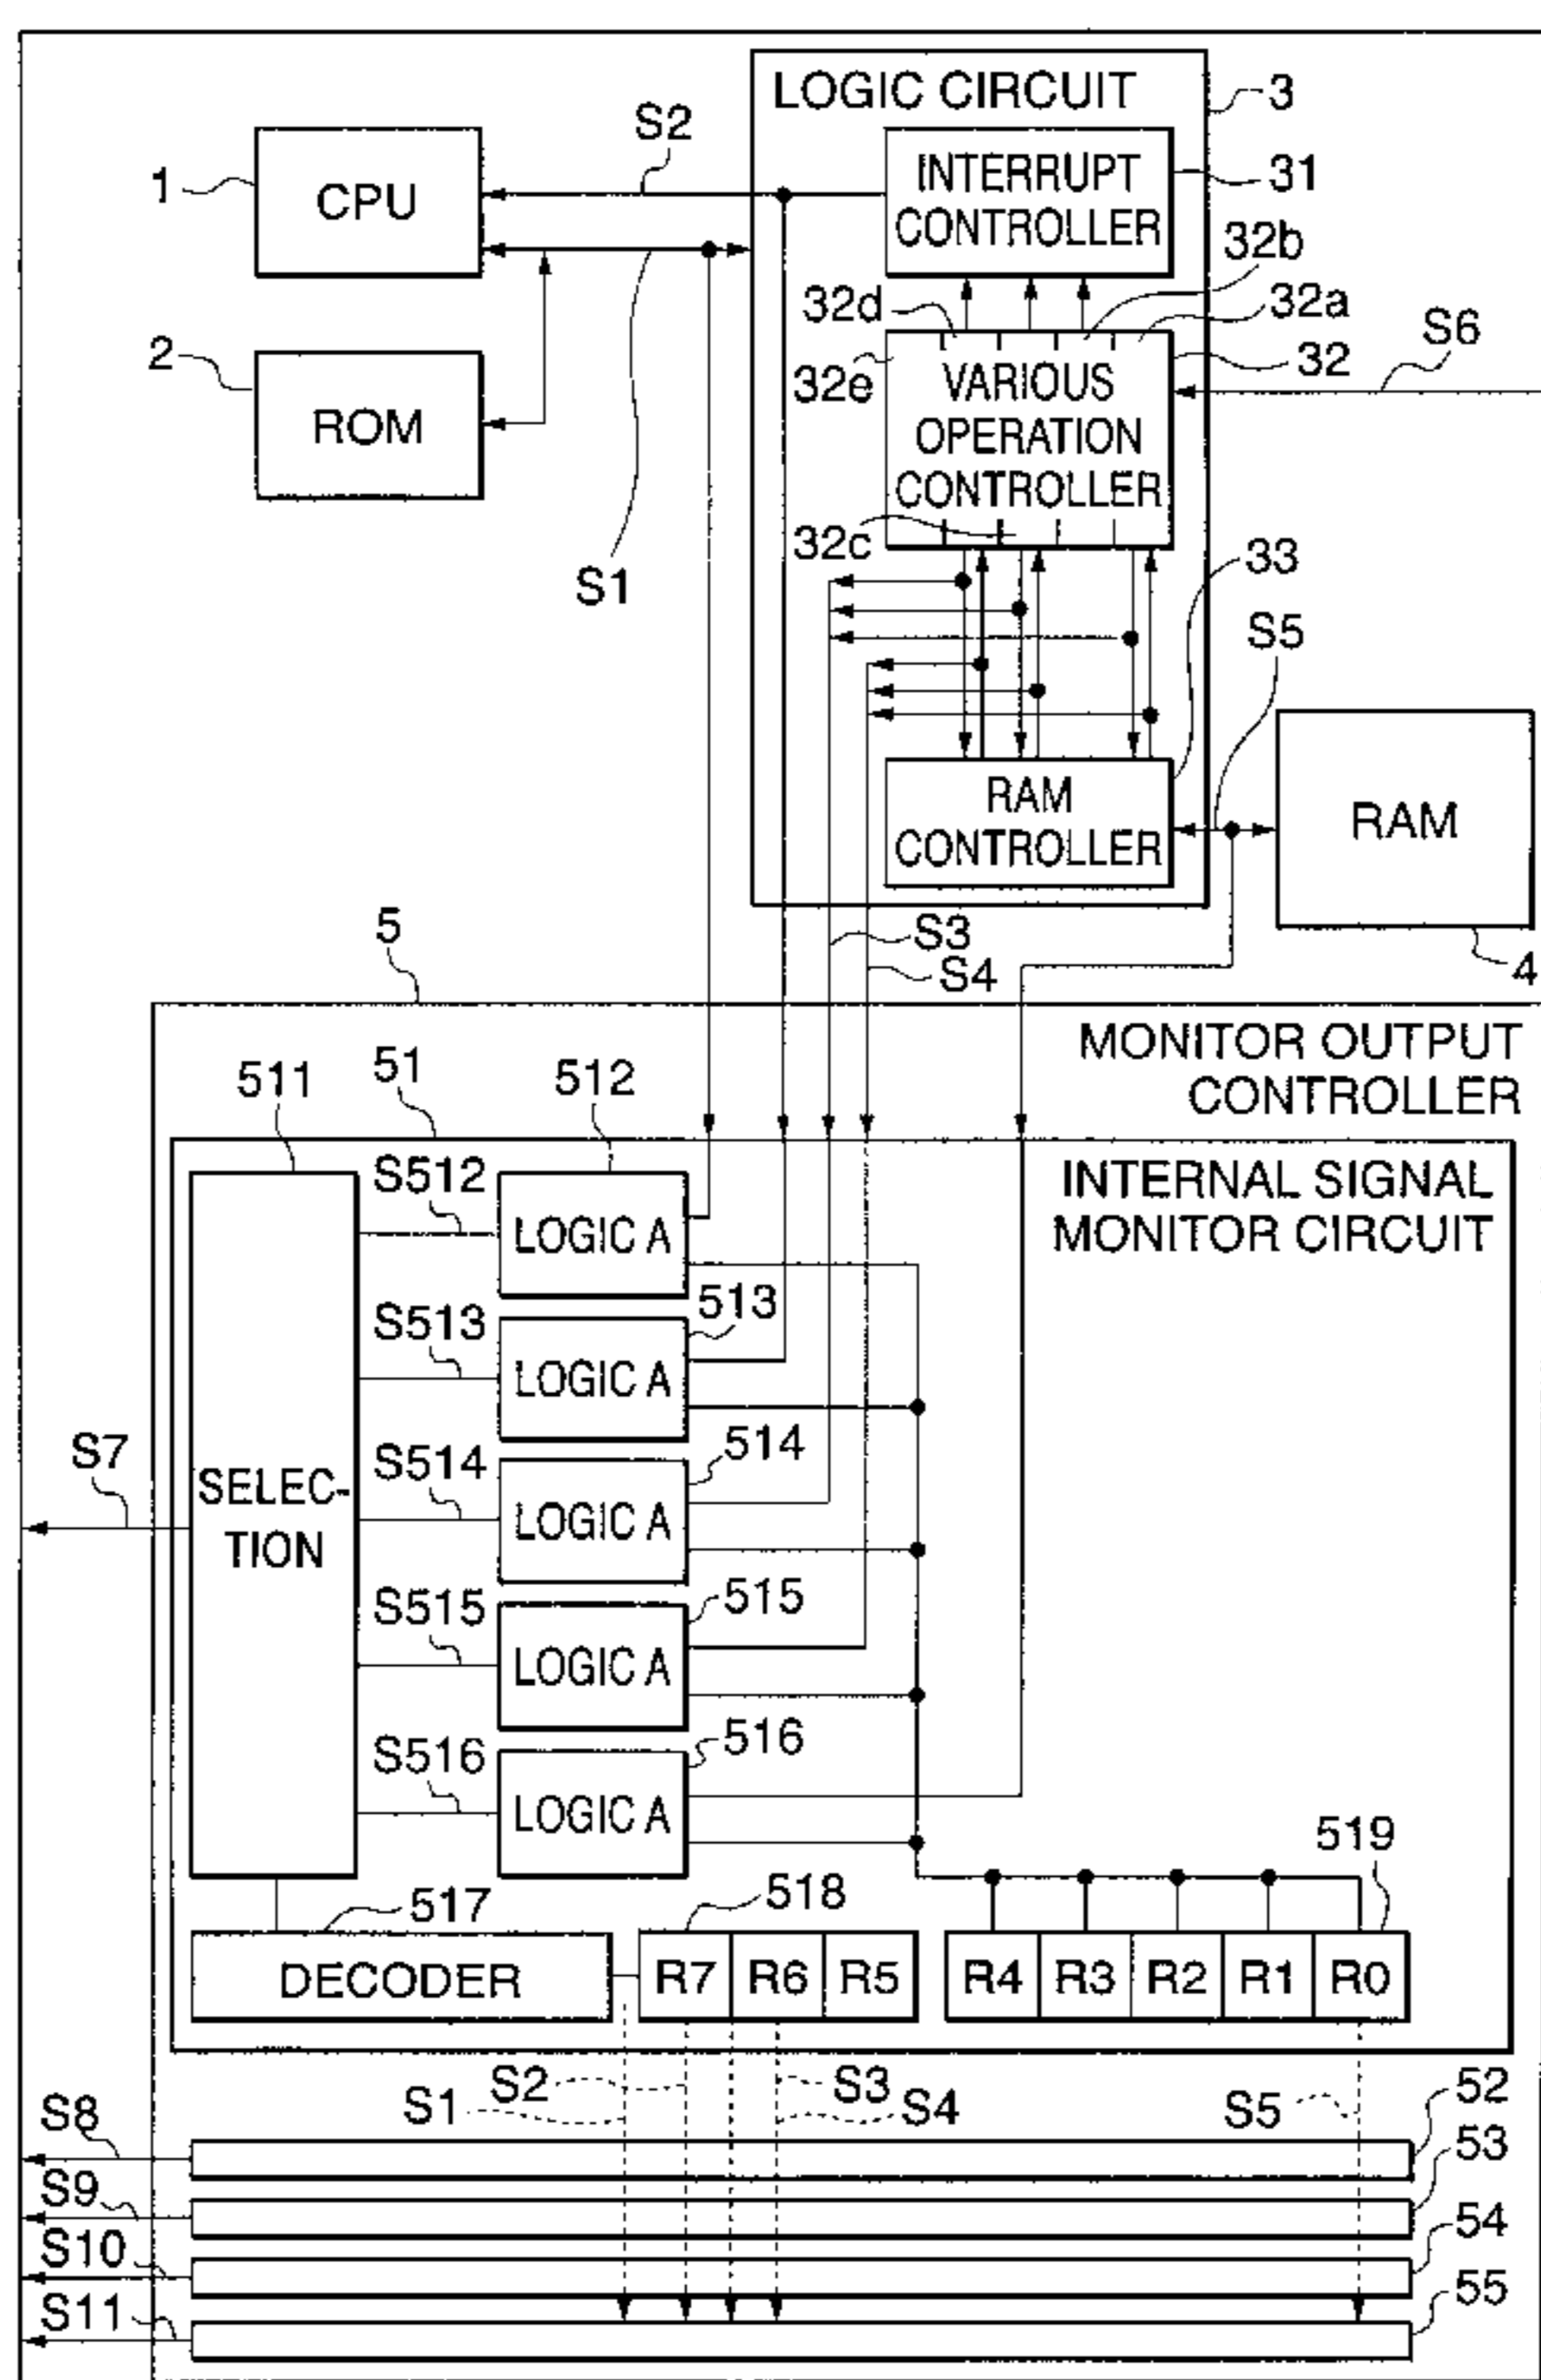 LOGIC CIRCUIT
3
S2
1
CPU
INTERRUPT
CONTROLLER
31
32b
32d
32a
S6
2
ROM
32e
VARIOUS
OPERATION
CONTROLLER
32
32c
33
S1
S5
RAM
CONTROLLER
RAM
5
S3
S4
4
MONITOR OUTPUT
CONTROLLER
511
51
512
S512
LOGIC A
INTERNAL SIGNAL
MONITOR CIRCUIT
513
S513
LOGIC A
S7
SELEC-
TION
S514
514
LOGIC A
S515
515
LOGIC A
S516
516
LOGIC A
519
517
518
DECODER
R7
R6
R5
R4
R3
R2
R1
R0
S2
S3
S1
S4
S5
52
S8
53
S9
54
S10
55
S11